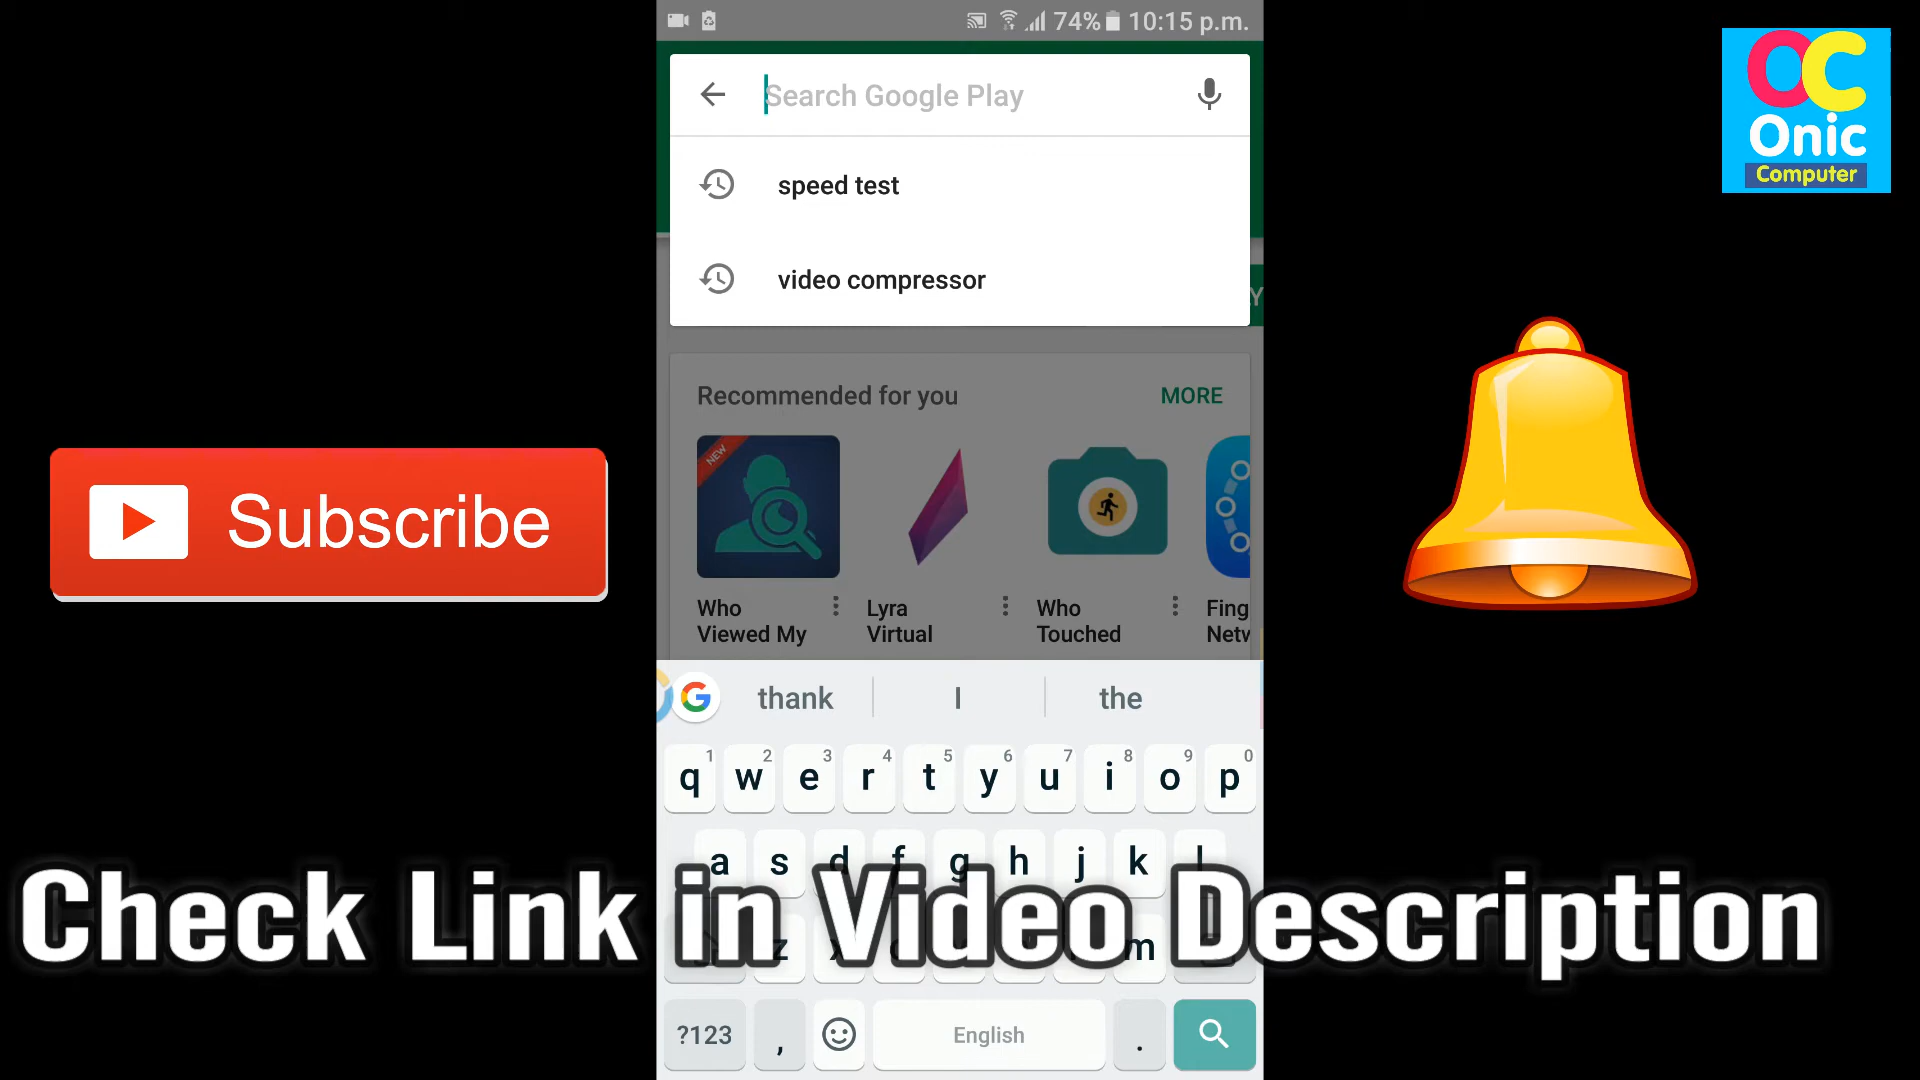 74% 10:15 p.m.
Search Google Play
speed test
video compressor
Y
Recommended for you MORE
NEW
Who Viewed My
Lyra Virtual
Who Touched
Fing Netw
Subscribe
OC
Onic
Computer
G thank I the
q 1 w 2 e 3 r 4 t 5 y 6 u 7 i 8 o 9 p 0
a s d f g h j k l
z x c m
Check Link in Video Description
?123 , English .